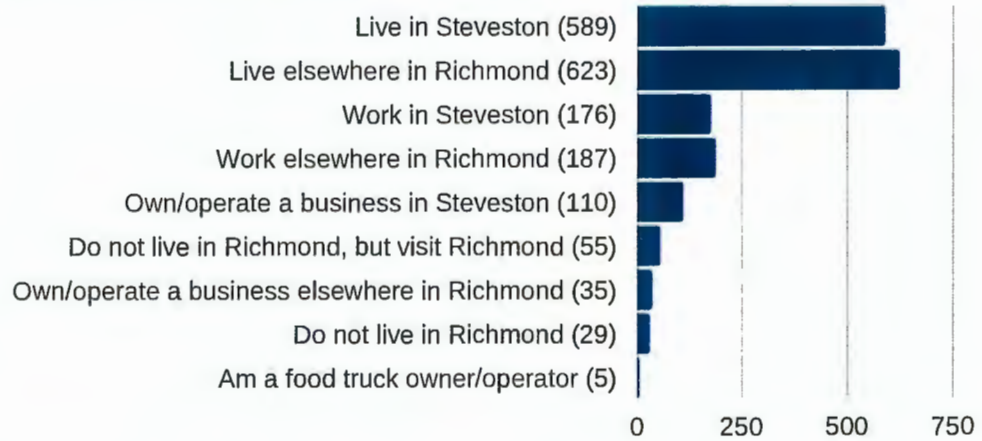 Live in Steveston (589)
Live elsewhere in Richmond (623)
Work in Steveston (176)
Work elsewhere in Richmond (187)
Own/operate a business in Steveston (110)
Do not live in Richmond, but visit Richmond (55)
Own/operate a business elsewhere in Richmond (35)
Do not live in Richmond (29)
Am a food truck owner/operator (5)
0 250 500 750